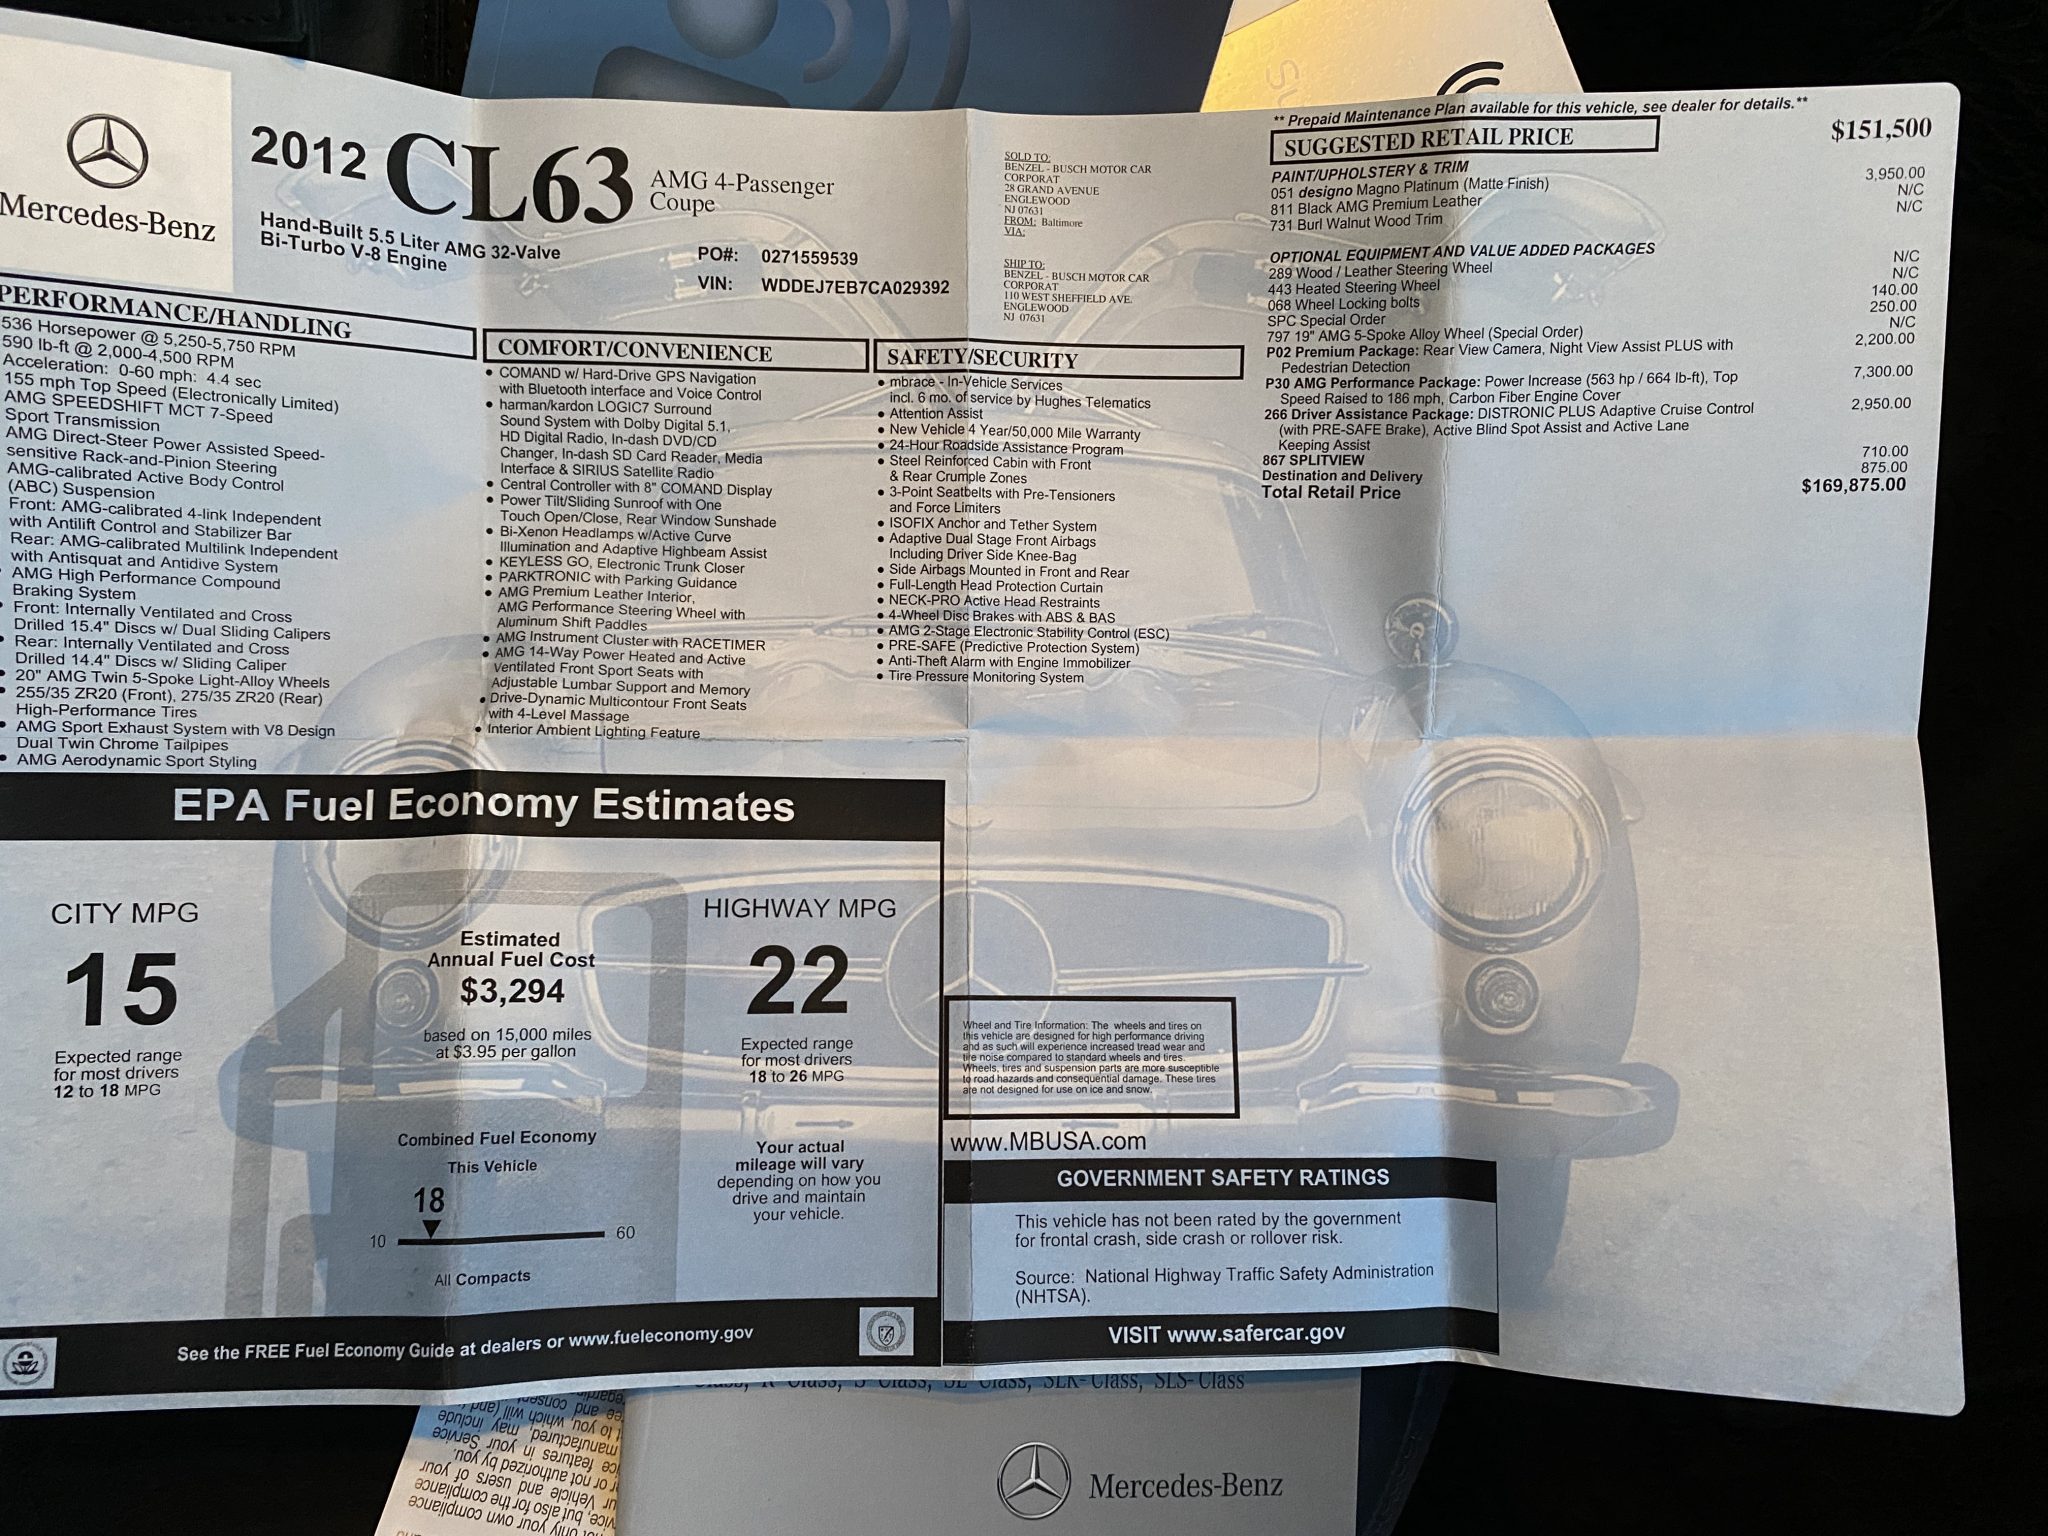 Mercedes-Benz
2012 CL63 AMG 4-Passenger
Coupe
Hand-Built 5.5 Liter AMG 32-Valve
Bi-Turbo V-8 Engine
PO#: 0271559539
VIN: WDDEJ7EB7CA029392
SOLD TO:
BENZEL - BUSCH MOTOR CAR
CORPORAT
28 GRAND AVENUE
ENGLEWOOD
NJ 07631
FROM: Baltimore
VIA:
SHIP TO:
BENZEL - BUSCH MOTOR CAR
CORPORAT
110 WEST SHEFFIELD AVE.
ENGLEWOOD
NJ 07631
PERFORMANCE/HANDLING
536 Horsepower @ 5,250-5,750 RPM
590 lb-ft @ 2,000-4,500 RPM
Acceleration: 0-60 mph: 4.4 sec
155 mph Top Speed (Electronically Limited)
AMG SPEEDSHIFT MCT 7-Speed
Sport Transmission
AMG Direct-Steer Power Assisted Speed-
sensitive Rack-and-Pinion Steering
AMG-calibrated Active Body Control
(ABC) Suspension
Front: AMG-calibrated 4-link Independent
with Antilift Control and Stabilizer Bar
Rear: AMG-calibrated Multilink Independent
with Antisquat and Antidive System
• AMG High Performance Compound
Braking System
• Front: Internally Ventilated and Cross
Drilled 15.4" Discs w/ Dual Sliding Calipers
• Rear: Internally Ventilated and Cross
Drilled 14.4" Discs w/ Sliding Caliper
• 20" AMG Twin 5-Spoke Light-Alloy Wheels
• 255/35 ZR20 (Front), 275/35 ZR20 (Rear)
High-Performance Tires
• AMG Sport Exhaust System with V8 Design
Dual Twin Chrome Tailpipes
• AMG Aerodynamic Sport Styling
COMFORT/CONVENIENCE
• COMAND w/ Hard-Drive GPS Navigation
with Bluetooth interface and Voice Control
• harman/kardon LOGIC7 Surround
Sound System with Dolby Digital 5.1,
HD Digital Radio, In-dash DVD/CD
Changer, In-dash SD Card Reader, Media
Interface & SIRIUS Satellite Radio
• Central Controller with 8" COMAND Display
• Power Tilt/Sliding Sunroof with One
Touch Open/Close, Rear Window Sunshade
• Bi-Xenon Headlamps w/Active Curve
Illumination and Adaptive Highbeam Assist
• KEYLESS GO, Electronic Trunk Closer
• PARKTRONIC with Parking Guidance
• AMG Premium Leather Interior,
AMG Performance Steering Wheel with
Aluminum Shift Paddles
• AMG Instrument Cluster with RACETIMER
• AMG 14-Way Power Heated and Active
Ventilated Front Sport Seats with
Adjustable Lumbar Support and Memory
• Drive-Dynamic Multicontour Front Seats
with 4-Level Massage
• Interior Ambient Lighting Feature
SAFETY/SECURITY
• mbrace - In-Vehicle Services
incl. 6 mo. of service by Hughes Telematics
• Attention Assist
• New Vehicle 4 Year/50,000 Mile Warranty
• 24-Hour Roadside Assistance Program
• Steel Reinforced Cabin with Front
& Rear Crumple Zones
• 3-Point Seatbelts with Pre-Tensioners
and Force Limiters
• ISOFIX Anchor and Tether System
• Adaptive Dual Stage Front Airbags
Including Driver Side Knee-Bag
• Side Airbags Mounted in Front and Rear
• Full-Length Head Protection Curtain
• NECK-PRO Active Head Restraints
• 4-Wheel Disc Brakes with ABS & BAS
• AMG 2-Stage Electronic Stability Control (ESC)
• PRE-SAFE (Predictive Protection System)
• Anti-Theft Alarm with Engine Immobilizer
• Tire Pressure Monitoring System
** Prepaid Maintenance Plan available for this vehicle, see dealer for details.**
SUGGESTED RETAIL PRICE $151,500
PAINT/UPHOLSTERY & TRIM
051 designo Magno Platinum (Matte Finish) 3,950.00
811 Black AMG Premium Leather N/C
731 Burl Walnut Wood Trim N/C
OPTIONAL EQUIPMENT AND VALUE ADDED PACKAGES
289 Wood / Leather Steering Wheel N/C
443 Heated Steering Wheel N/C
068 Wheel Locking bolts 140.00
SPC Special Order 250.00
797 19" AMG 5-Spoke Alloy Wheel (Special Order) N/C
P02 Premium Package: Rear View Camera, Night View Assist PLUS with 2,200.00
Pedestrian Detection
P30 AMG Performance Package: Power Increase (563 hp / 664 lb-ft), Top 7,300.00
Speed Raised to 186 mph, Carbon Fiber Engine Cover
266 Driver Assistance Package: DISTRONIC PLUS Adaptive Cruise Control 2,950.00
(with PRE-SAFE Brake), Active Blind Spot Assist and Active Lane
Keeping Assist
867 SPLITVIEW 710.00
Destination and Delivery 875.00
Total Retail Price $169,875.00
EPA Fuel Economy Estimates
CITY MPG
15
Expected range
for most drivers
12 to 18 MPG
Estimated
Annual Fuel Cost
$3,294
based on 15,000 miles
at $3.95 per gallon
Combined Fuel Economy
This Vehicle
18
10 60
All Compacts
HIGHWAY MPG
22
Expected range
for most drivers
18 to 26 MPG
Your actual
mileage will vary
depending on how you
drive and maintain
your vehicle.
See the FREE Fuel Economy Guide at dealers or www.fueleconomy.gov
Wheel and Tire Information: The wheels and tires on
this vehicle are designed for high performance driving
and as such will experience increased tread wear and
tire noise compared to standard wheels and tires.
Wheels, tires and suspension parts are more susceptible
to road hazards and consequential damage. These tires
are not designed for use on ice and snow.
www.MBUSA.com
GOVERNMENT SAFETY RATINGS
This vehicle has not been rated by the government
for frontal crash, side crash or rollover risk.
Source: National Highway Traffic Safety Administration
(NHTSA).
VISIT www.safercar.gov
Class, SLK-Class, SLS-Class
Mercedes-Benz